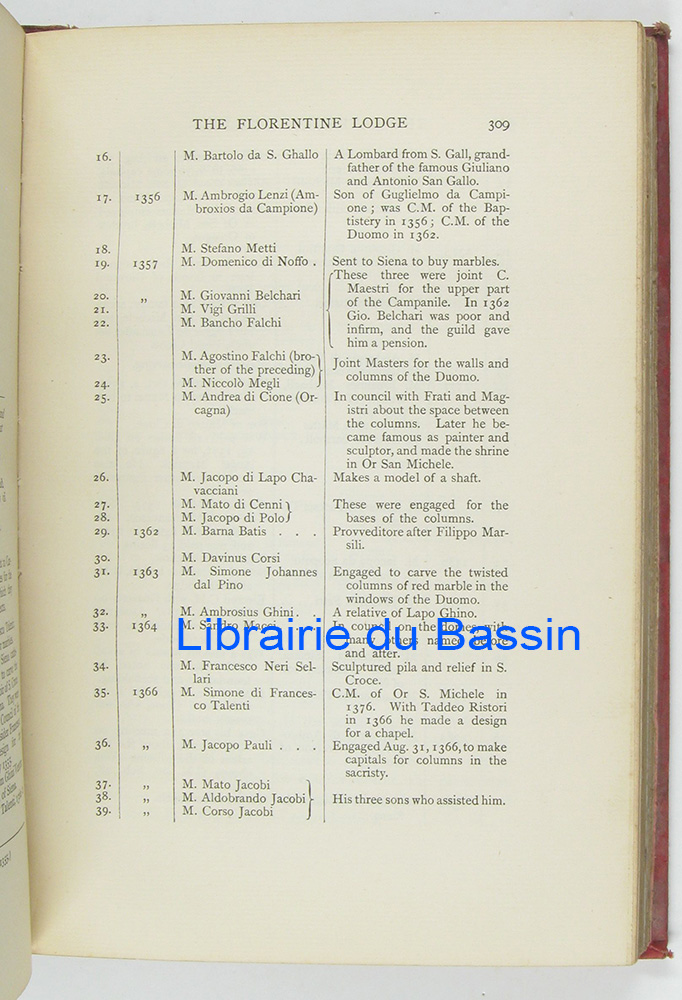 THE FLORENTINE LODGE 309
16. M. Bartolo da S. Ghallo A Lombard from S. Gall, grand-
father of the famous Giuliano
and Antonio San Gallo.
17. 1356 M. Ambrogio Lenzi (Am- Son of Guglielmo da Campi-
broxios da Campione) one; was C.M. of the Bap-
tistery in 1356; C.M. of the
Duomo in 1362.
18. M. Stefano Metti
19. 1357 M. Domenico di Noffo . Sent to Siena to buy marbles.
These three were joint C.
Maestri for the upper part
20. „ M. Giovanni Belchari of the Campanile. In 1362
21. M. Vigi Grilli Gio. Belchari was poor and
22. M. Bancho Falchi infirm, and the guild gave
him a pension.
23. M. Agostino Falchi (bro- Joint Masters for the walls and
ther of the preceding) columns of the Duomo.
24. M. Niccolò Megli
25. M. Andrea di Cione (Or- In council with Frati and Mag-
cagna) istri about the space between
the columns. Later he be-
came famous as painter and
sculptor, and made the shrine
in Or San Michele.
26. M. Jacopo di Lapo Cha- Makes a model of a shaft.
vacciani
27. M. Mato di Cenni These were engaged for the
28. M. Jacopo di Polo bases of the columns.
29. 1362 M. Barna Batis . . . Provveditore after Filippo Mar-
sili.
30. M. Davinus Corsi
31. 1363 M. Simone Johannes Engaged to carve the twisted
dal Pino columns of red marble in the
windows of the Duomo.
32. „ M. Ambrosius Ghini . . A relative of Lapo Ghino.
33. 1364 M. Sandro Macci . . . In council on the domes with
many others named before
and after.
Librairie du Bassin
34. M. Francesco Neri Sel- Sculptured pila and relief in S.
lari Croce.
35. 1366 M. Simone di Frances- C.M. of Or S. Michele in
co Talenti 1376. With Taddeo Ristori
in 1366 he made a design
for a chapel.
36. „ M. Jacopo Pauli . . . Engaged Aug. 31, 1366, to make
capitals for columns in the
sacristy.
37. „ M. Mato Jacobi
38. „ M. Aldobrando Jacobi His three sons who assisted him.
39. „ M. Corso Jacobi